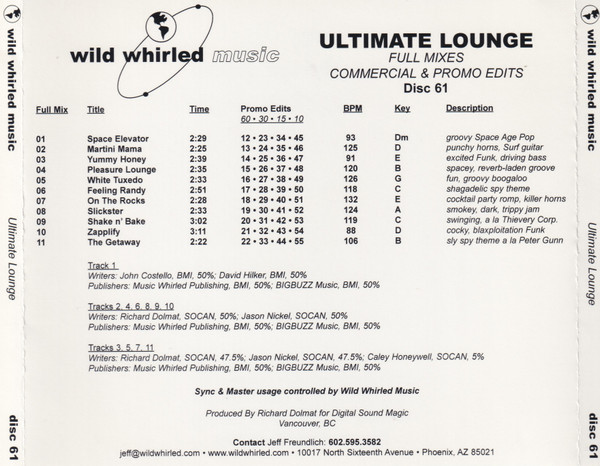 wild whirled music
Ultimate Lounge
disc 61
wild whirled music
ULTIMATE LOUNGE
FULL MIXES
COMMERCIAL & PROMO EDITS
Disc 61
Full Mix Title Time Promo Edits BPM Key Description
60 • 30 • 15 • 10
01 Space Elevator 2:29 12 • 23 • 34 • 45 93 Dm groovy Space Age Pop
02 Martini Mama 2:25 13 • 24 • 35 • 46 125 D punchy horns, Surf guitar
03 Yummy Honey 2:39 14 • 25 • 36 • 47 91 E excited Funk, driving bass
04 Pleasure Lounge 2:35 15 • 26 • 37 • 48 120 B spacey, reverb-laden groove
05 White Tuxedo 2:33 16 • 27 • 38 • 49 126 G fun, groovy boogaloo
06 Feeling Randy 2:51 17 • 28 • 39 • 50 118 C shagadelic spy theme
07 On The Rocks 2:28 18 • 29 • 40 • 51 132 E cocktail party romp, killer horns
08 Slickster 2:33 19 • 30 • 41 • 52 124 A smokey, dark, trippy jam
09 Shake n' Bake 3:02 20 • 31 • 42 • 53 119 C swinging, a la Thievery Corp.
10 Zapplify 3:11 21 • 32 • 43 • 54 88 D cocky, blaxploitation Funk
11 The Getaway 2:22 22 • 33 • 44 • 55 106 B sly spy theme a la Peter Gunn
Track 1
Writers: John Costello, BMI, 50%; David Hilker, BMI, 50%
Publishers: Music Whirled Publishing, BMI, 50%; BIGBUZZ Music, BMI, 50%
Tracks 2, 4, 6, 8, 9, 10
Writers: Richard Dolmat, SOCAN, 50%; Jason Nickel, SOCAN, 50%
Publishers: Music Whirled Publishing, BMI, 50%; BIGBUZZ Music, BMI, 50%
Tracks 3, 5, 7, 11
Writers: Richard Dolmat, SOCAN, 47.5%; Jason Nickel, SOCAN, 47.5%; Caley Honeywell, SOCAN, 5%
Publishers: Music Whirled Publishing, BMI, 50%; BIGBUZZ Music, BMI, 50%
Sync & Master usage controlled by Wild Whirled Music
Produced By Richard Dolmat for Digital Sound Magic
Vancouver, BC
Contact Jeff Freundlich: 602.595.3582
jeff@wildwhirled.com • www.wildwhirled.com • 10017 North Sixteenth Avenue • Phoenix, AZ 85021
wild whirled music
Ultimate Lounge
disc 61